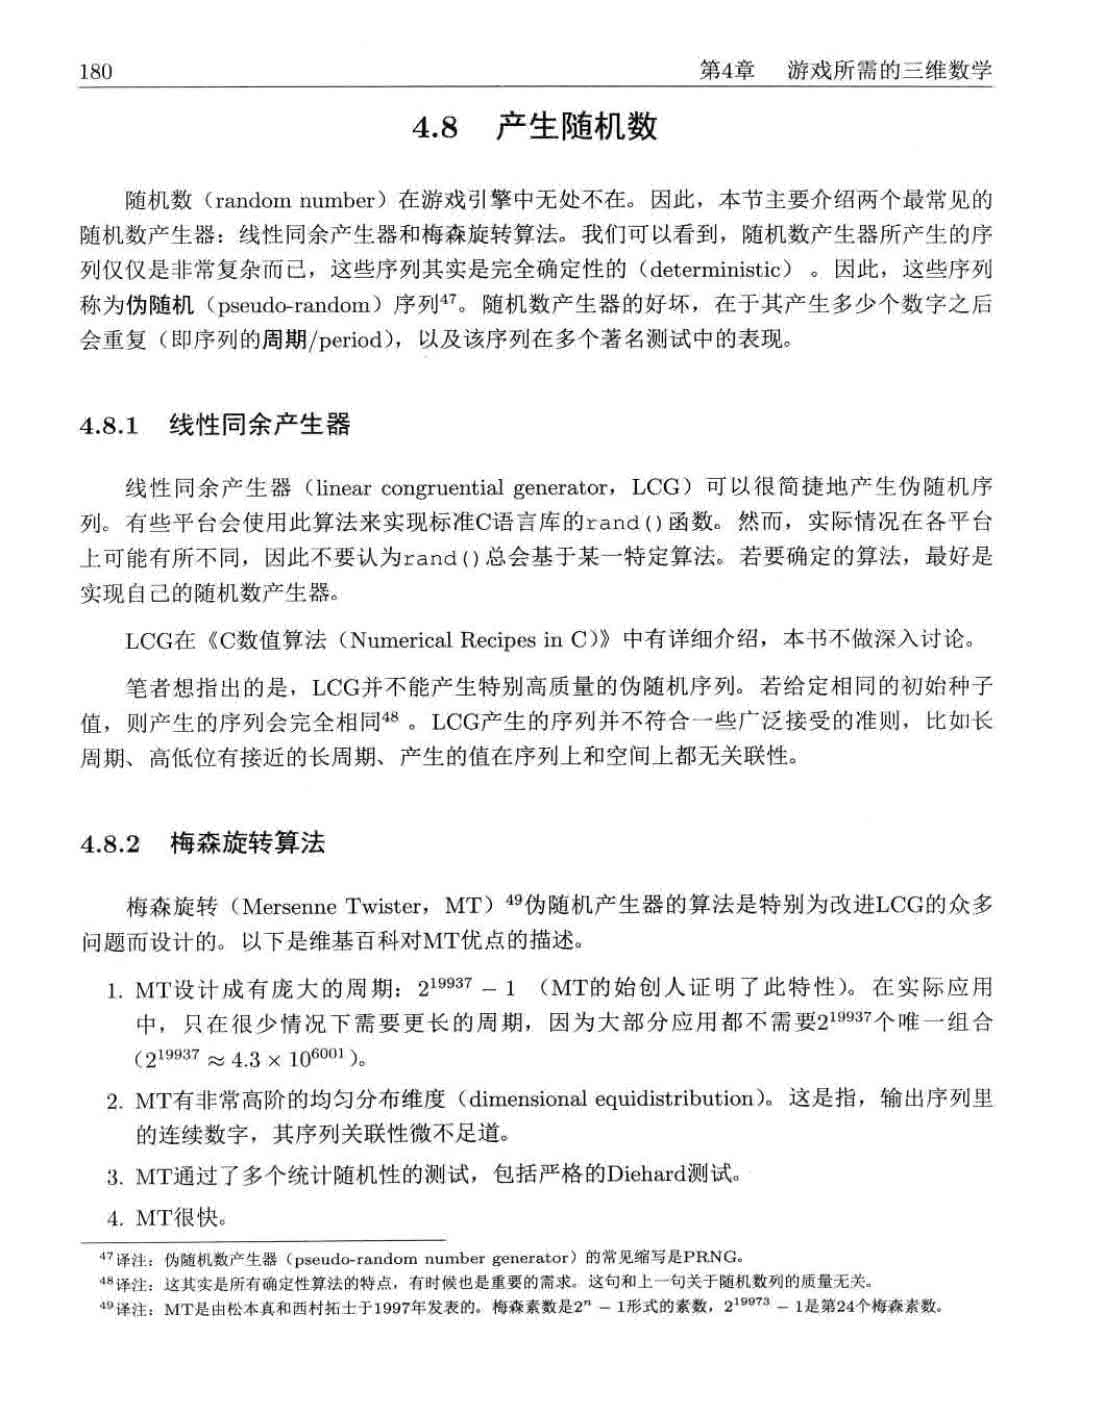 180 第4章 游戏所需的三维数学
4.8 产生随机数
随机数（random number）在游戏引擎中无处不在。因此，本节主要介绍两个最常见的
随机数产生器：线性同余产生器和梅森旋转算法。我们可以看到，随机数产生器所产生的序
列仅仅是非常复杂而已，这些序列其实是完全确定性的（deterministic）。因此，这些序列
称为伪随机（pseudo-random）序列⁴⁷。随机数产生器的好坏，在于其产生多少个数字之后
会重复（即序列的周期/period），以及该序列在多个著名测试中的表现。
4.8.1 线性同余产生器
线性同余产生器（linear congruential generator，LCG）可以很简捷地产生伪随机序
列。有些平台会使用此算法来实现标准C语言库的rand()函数。然而，实际情况在各平台
上可能有所不同，因此不要认为rand()总会基于某一特定算法。若要确定的算法，最好是
实现自己的随机数产生器。
LCG在《C数值算法（Numerical Recipes in C）》中有详细介绍，本书不做深入讨论。
笔者想指出的是，LCG并不能产生特别高质量的伪随机序列。若给定相同的初始种子
值，则产生的序列会完全相同⁴⁸。LCG产生的序列并不符合一些广泛接受的准则，比如长
周期、高低位有接近的长周期、产生的值在序列上和空间上都无关联性。
4.8.2 梅森旋转算法
梅森旋转（Mersenne Twister，MT）⁴⁹伪随机产生器的算法是特别为改进LCG的众多
问题而设计的。以下是维基百科对MT优点的描述。
1. MT设计成有庞大的周期：2¹⁹⁹³⁷ − 1 （MT的始创人证明了此特性）。在实际应用
中，只在很少情况下需要更长的周期，因为大部分应用都不需要2¹⁹⁹³⁷个唯一组合
（2¹⁹⁹³⁷ ≈ 4.3 × 10⁶⁰⁰¹）。
2. MT有非常高阶的均匀分布维度（dimensional equidistribution）。这是指，输出序列里
的连续数字，其序列关联性微不足道。
3. MT通过了多个统计随机性的测试，包括严格的Diehard测试。
4. MT很快。
⁴⁷译注：伪随机数产生器（pseudo-random number generator）的常见缩写是PRNG。
⁴⁸译注：这其实是所有确定性算法的特点，有时候也是重要的需求。这句和上一句关于随机数列的质量无关。
⁴⁹译注：MT是由松本真和西村拓士于1997年发表的。梅森素数是2ⁿ − 1形式的素数，2¹⁹⁹⁷³ − 1是第24个梅森素数。